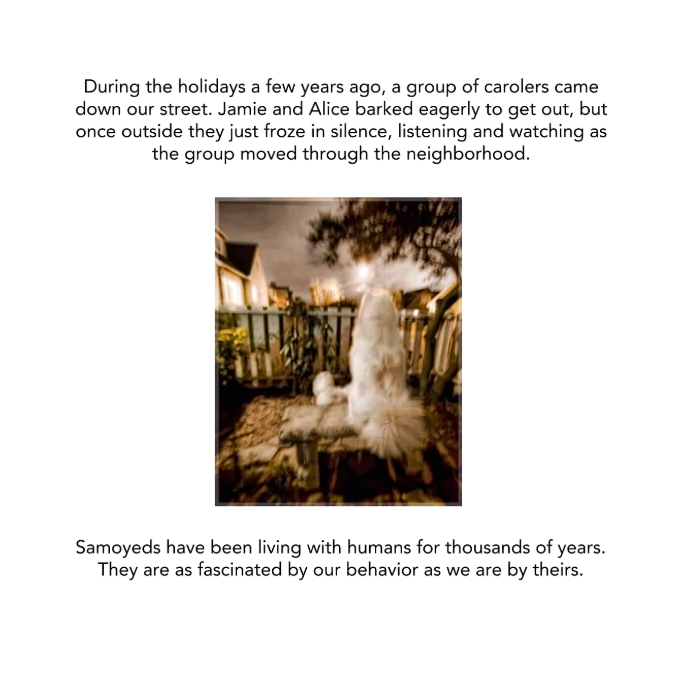 During the holidays a few years ago, a group of carolers came
down our street. Jamie and Alice barked eagerly to get out, but
once outside they just froze in silence, listening and watching as
the group moved through the neighborhood.
Samoyeds have been living with humans for thousands of years.
They are as fascinated by our behavior as we are by theirs.